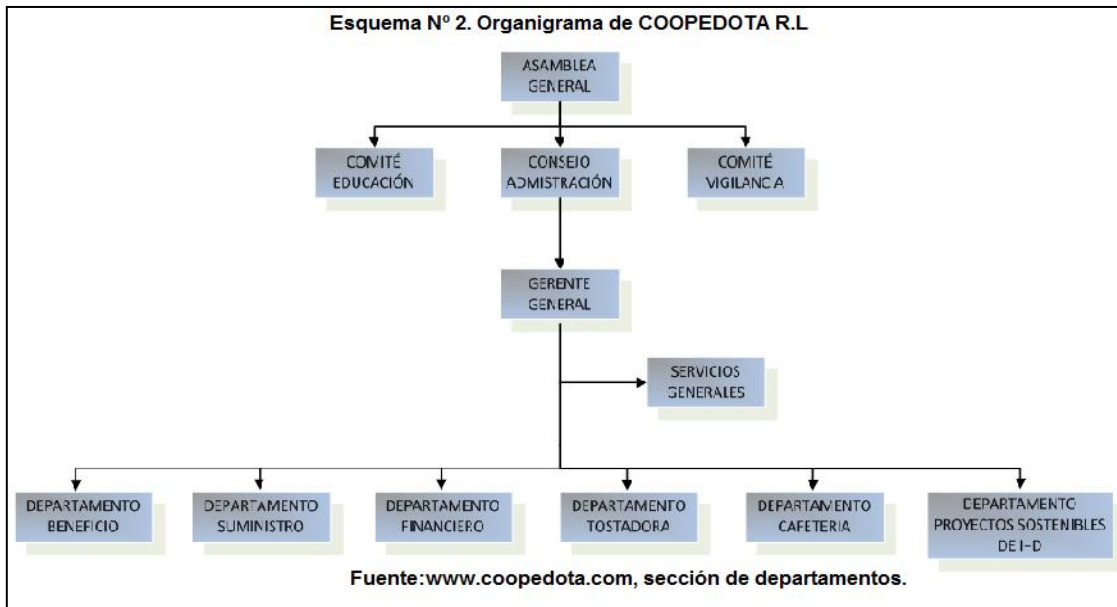 Esquema Nº 2. Organigrama de COOPEDOTA R.L
ASAMBLEA
GENERAL
COMITÉ
EDUCACIÓN
CONSEJO
ADMISTRACIÓN
COMITÉ
VIGILANCIA
GERENTE
GENERAL
SERVICIOS
GENERALES
DEPARTAMENTO
BENEFICIO
DEPARTAMENTO
SUMINISTRO
DEPARTAMENTO
FINANCIERO
DEPARTAMENTO
TOSTADORA
DEPARTAMENTO
CAFETERIA
DEPARTAMENTO
PROYECTOS SOSTENIBLES
DE I+D
Fuente:www.coopedota.com, sección de departamentos.